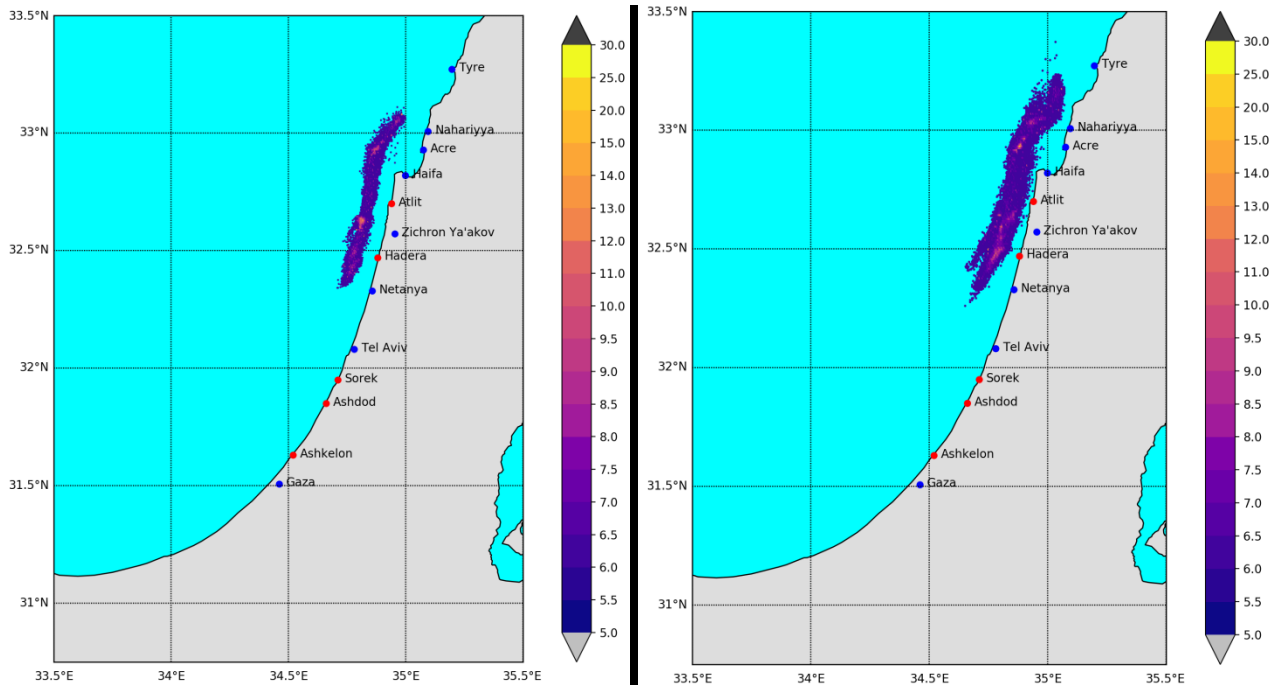 33.5°N
33°N
32.5°N
32°N
31.5°N
31°N
33.5°E
34°E
34.5°E
35°E
35.5°E
Tyre
Nahariyya
Acre
Haifa
Atlit
Zichron Ya'akov
Hadera
Netanya
Tel Aviv
Sorek
Ashdod
Ashkelon
Gaza
30.0
25.0
20.0
15.0
14.0
13.0
12.0
11.0
10.0
9.5
9.0
8.5
8.0
7.5
7.0
6.5
6.0
5.5
5.0
33.5°N
33°N
32.5°N
32°N
31.5°N
31°N
33.5°E
34°E
34.5°E
35°E
35.5°E
Tyre
Nahariyya
Acre
Haifa
Atlit
Zichron Ya'akov
Hadera
Netanya
Tel Aviv
Sorek
Ashdod
Ashkelon
Gaza
30.0
25.0
20.0
15.0
14.0
13.0
12.0
11.0
10.0
9.5
9.0
8.5
8.0
7.5
7.0
6.5
6.0
5.5
5.0